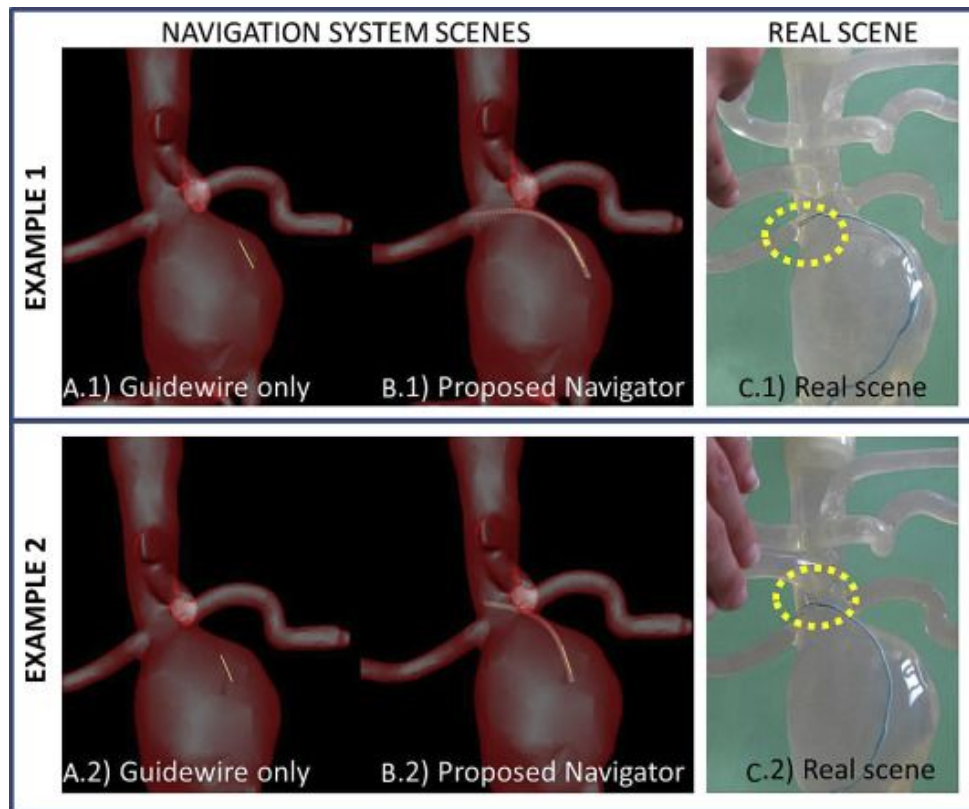 NAVIGATION SYSTEM SCENES
REAL SCENE
EXAMPLE 1
A.1) Guidewire only
B.1) Proposed Navigator
C.1) Real scene
EXAMPLE 2
A.2) Guidewire only
B.2) Proposed Navigator
C.2) Real scene